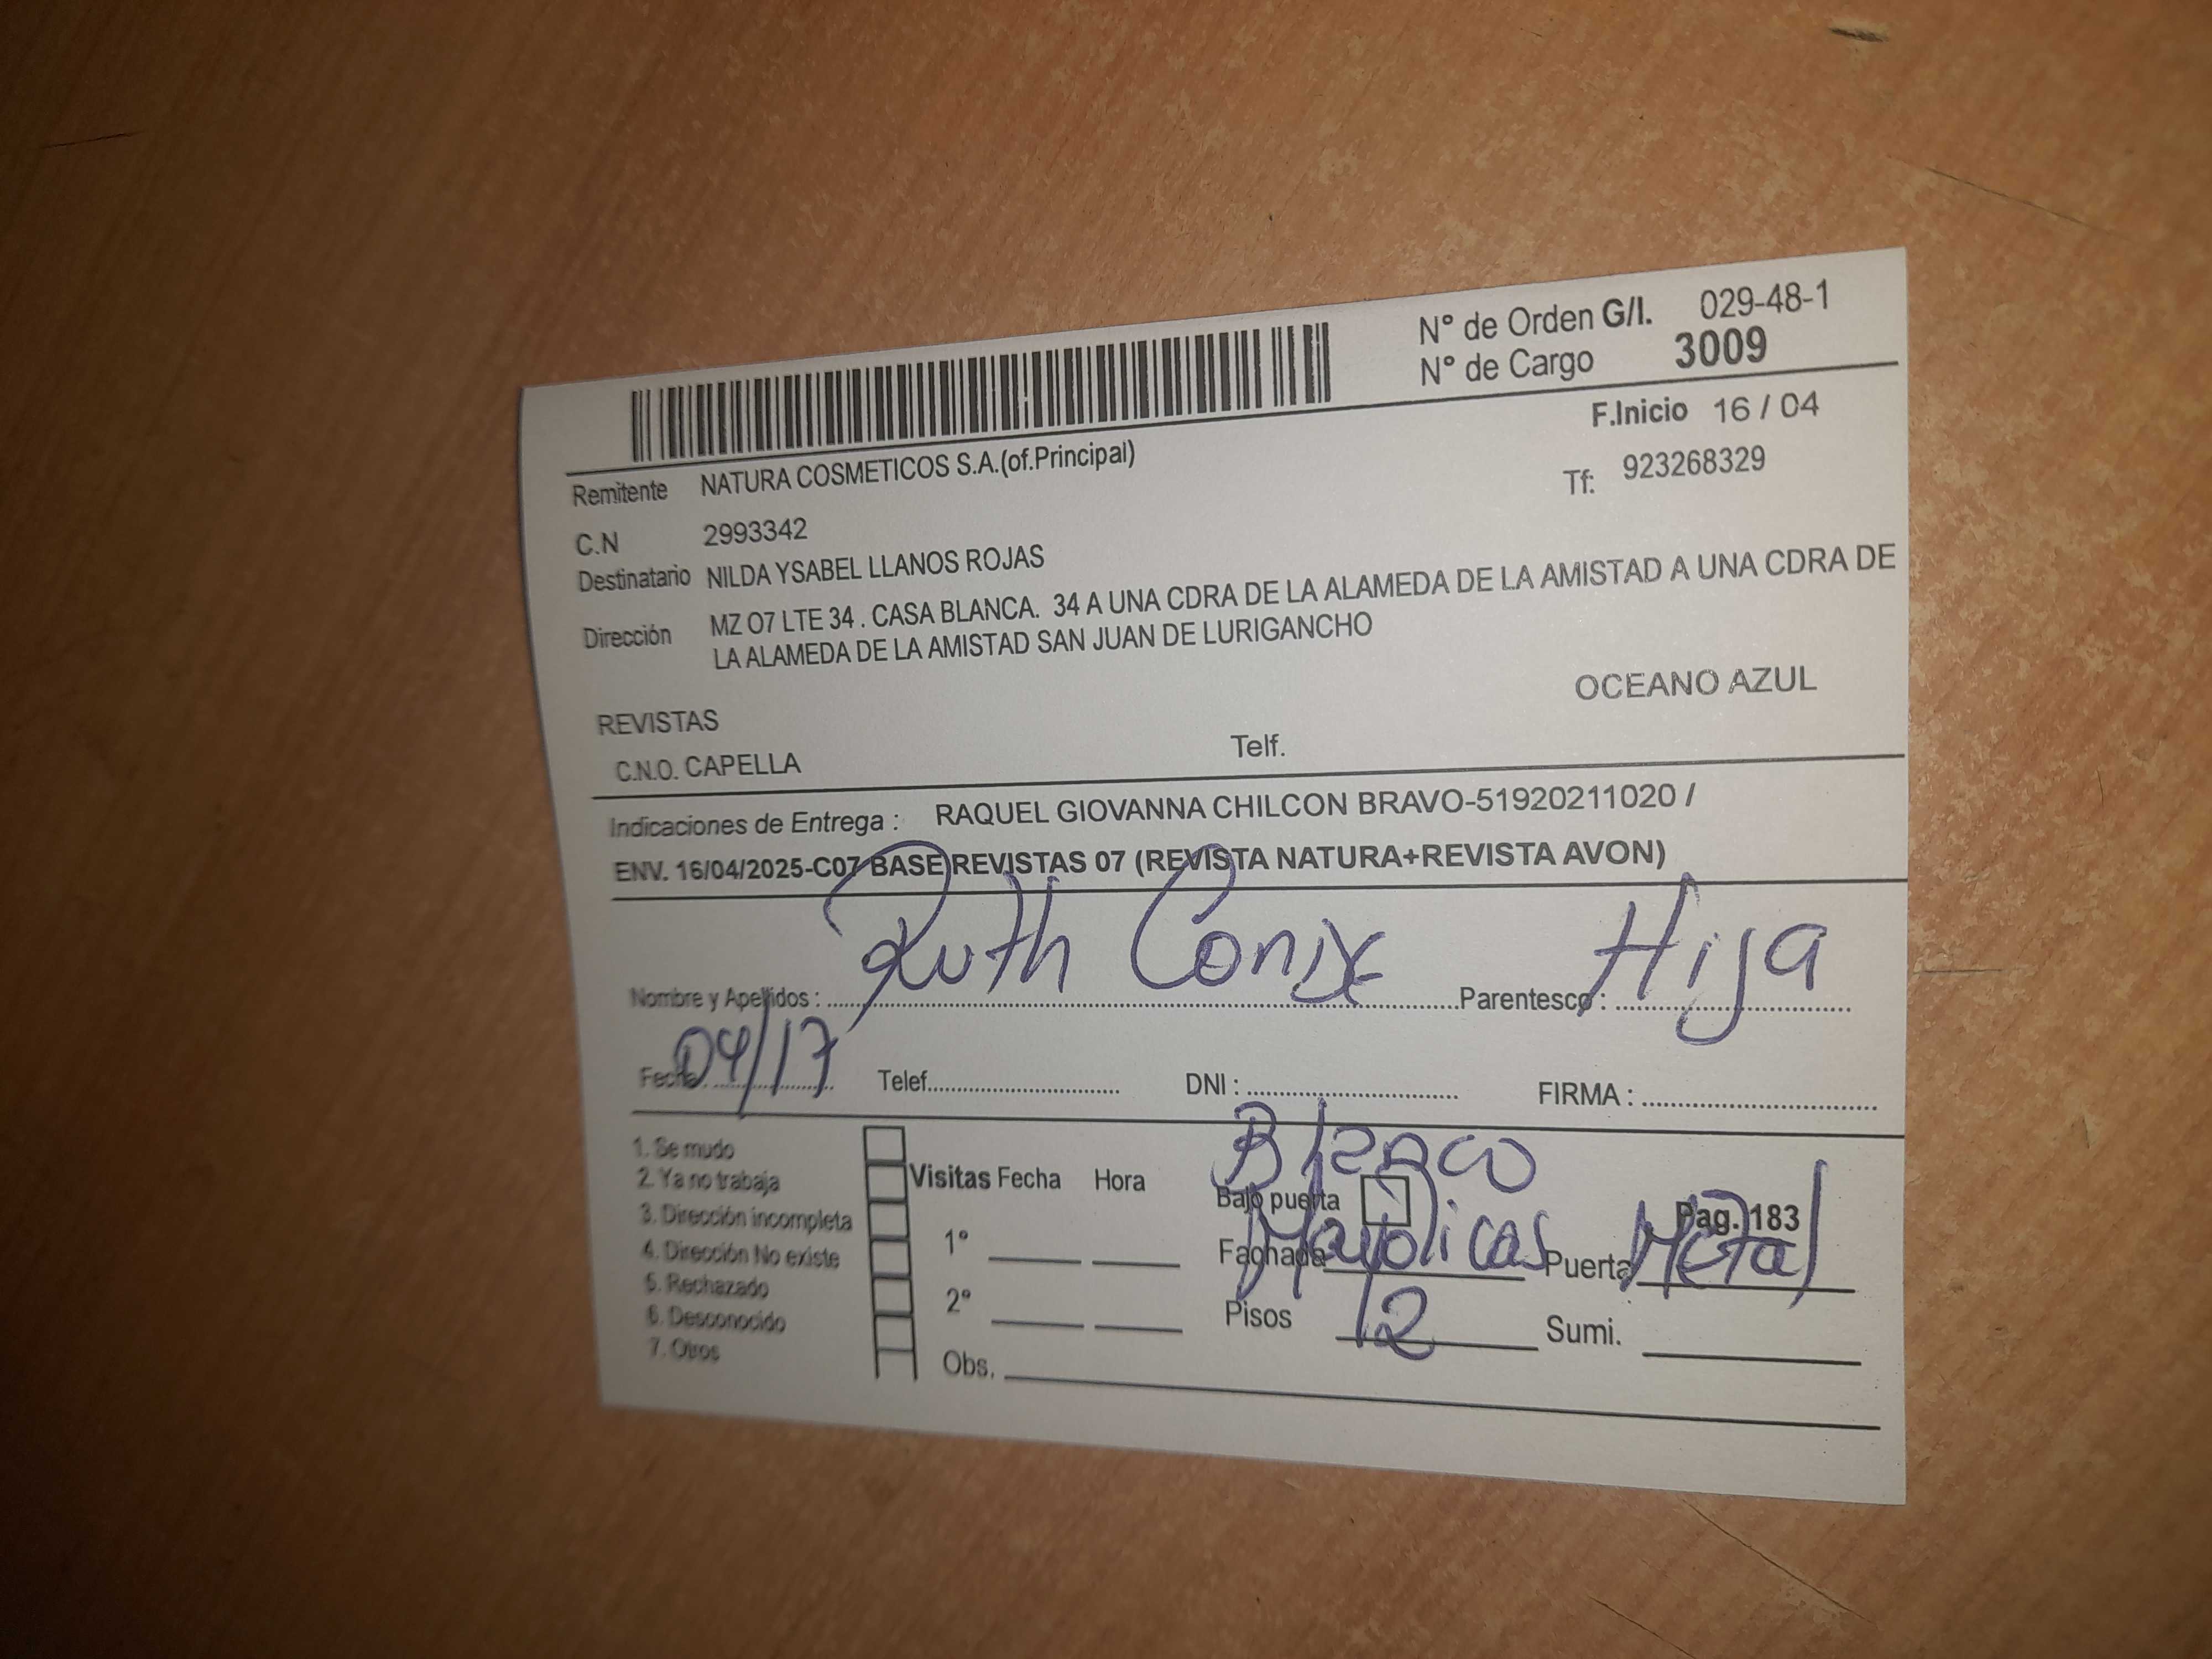 N° de Orden G/I. 029-48-1
N° de Cargo 3009
F.Inicio 16 / 04
Remitente NATURA COSMETICOS S.A.(of.Principal)
Tf: 923268329
C.N 2993342
Destinatario NILDA YSABEL LLANOS ROJAS
Dirección MZ O7 LTE 34 . CASA BLANCA. 34 A UNA CDRA DE LA ALAMEDA DE LA AMISTAD A UNA CDRA DE
LA ALAMEDA DE LA AMISTAD SAN JUAN DE LURIGANCHO
OCEANO AZUL
REVISTAS
C.N.O. CAPELLA Telf.
Indicaciones de Entrega : RAQUEL GIOVANNA CHILCON BRAVO-51920211020 /
ENV. 16/04/2025-C07 BASE REVISTAS 07 (REVISTA NATURA+REVISTA AVON)
Nombre y Apellidos : Ruth Parentesco : Hija
Fecha: 04/17 Telef. DNI : FIRMA :
1. Se mudo
2. Ya no trabaja
3. Dirección incompleta
4. Dirección No existe
5. Rechazado
6. Desconocido
7. Otros
Visitas Fecha Hora
1°
2°
Obs.
Blanco
Bajo puerta Pag. 183
Fachada Mayolicas Puerta Metal
Pisos 2 Sumi.